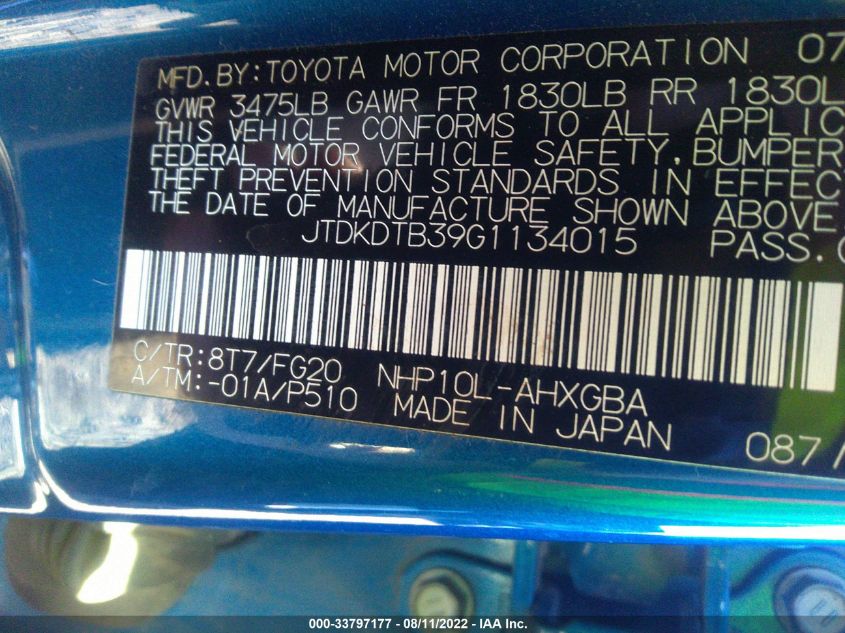 MFD.BY:TOYOTA MOTOR CORPORATION 07
GVWR 3475LB GAWR FR 1830LB RR 1830L
THIS VEHICLE CONFORMS TO ALL APPLIC
FEDERAL MOTOR VEHICLE SAFETY,BUMPER
THEFT PREVENTION STANDARDS IN EFFEC
THE DATE OF MANUFACTURE SHOWN ABOVE
JTDKDTB39G1134015 PASS.
C/TR:8T7/FG20 NHP10L-AHXGBA
A/TM:-01A/P510 MADE IN JAPAN 087/
000-33797177 - 08/11/2022 - IAA Inc.